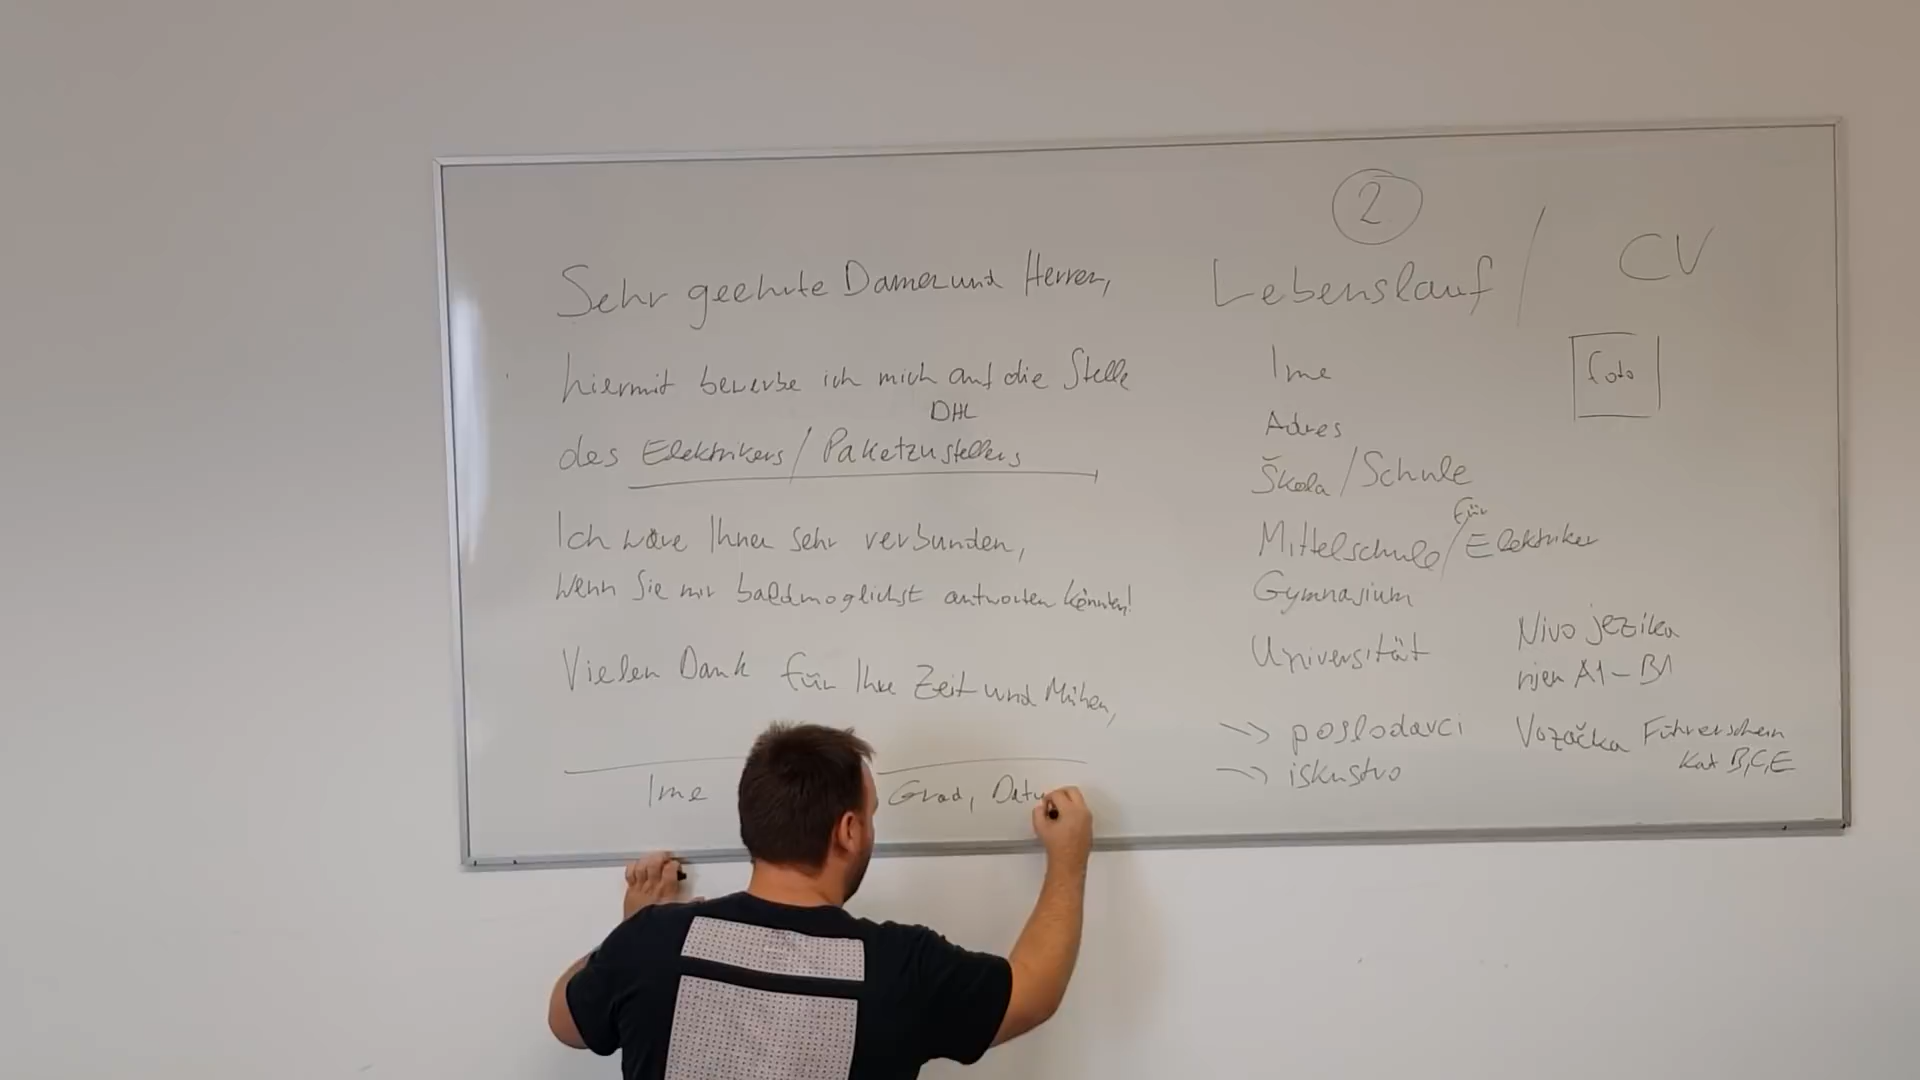 Sehr geehrte Damen und Herren,
hiermit bewerbe ich mich auf die Stelle
DHL
des Elektrikers / Paketzustellers
Ich wäre Ihnen sehr verbunden,
wenn Sie mir baldmöglichst antworten könnten!
Vielen Dank für Ihre Zeit und Mühen,
Ime
Grad, Datu
2
Lebenslauf / CV
foto
Ime
Adres
Škola / Schule
für
Mittelschule / Elektriker
Gymnasium
Universität
-> poslodavci
-> iskustvo
Nivo jezika
njem A1 - B1
Vozačka Führerschein
Kat B,C,E